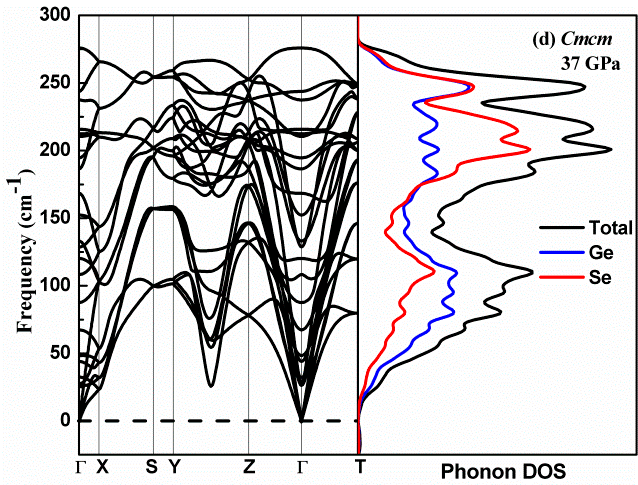 300
250
200
150
100
50
0
Frequency (cm⁻¹)
Γ X S Y Z Γ T
(d) Cmcm
37 GPa
Total
Ge
Se
Phonon DOS